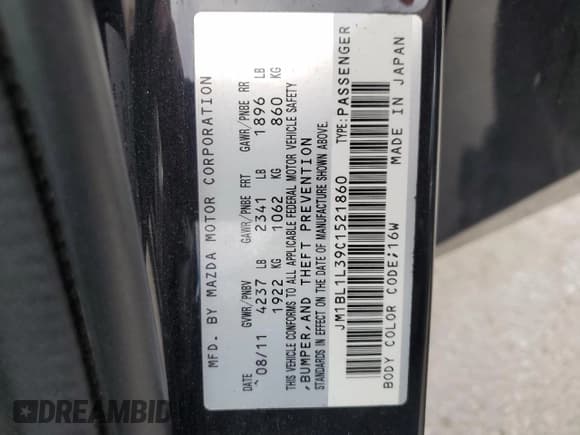 MFD. BY MAZDA MOTOR CORPORATION
DATE GVWR/PNBV GAWR/PNBE FRT GAWR/PNBE RR
08/11 4237 LB 2341 LB 1896 LB
1922 KG 1062 KG 860 KG
THIS VEHICLE CONFORMS TO ALL APPLICABLE FEDERAL MOTOR VEHICLE SAFETY
,BUMPER,AND THEFT PREVENTION
STANDARDS IN EFFECT ON THE DATE OF MANUFACTURE SHOWN ABOVE.
JM1BL1L39C1521860 TYPE:PASSENGER
BODY COLOR CODE;16W MADE IN JAPAN
DREAMBID.COM